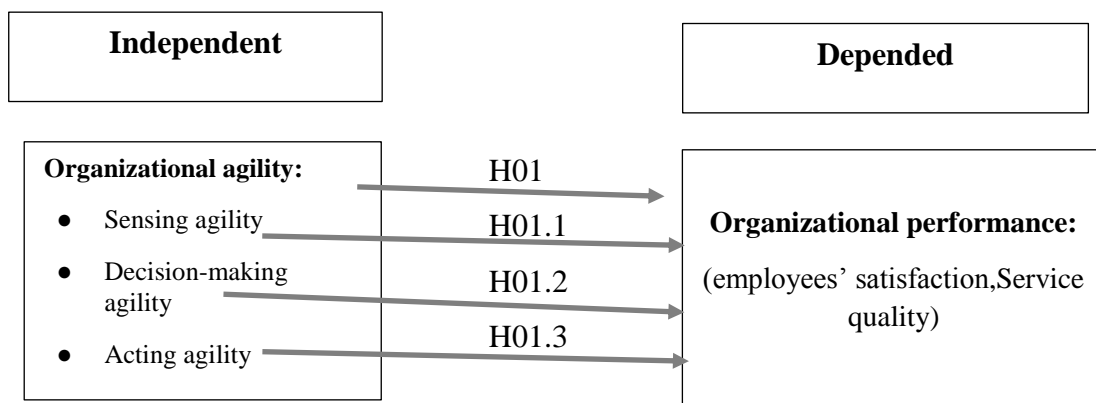 Independent
Depended
Organizational agility:
● Sensing agility
● Decision-making
agility
● Acting agility
H01
H01.1
H01.2
H01.3
Organizational performance:
(employees’ satisfaction,Service
quality)